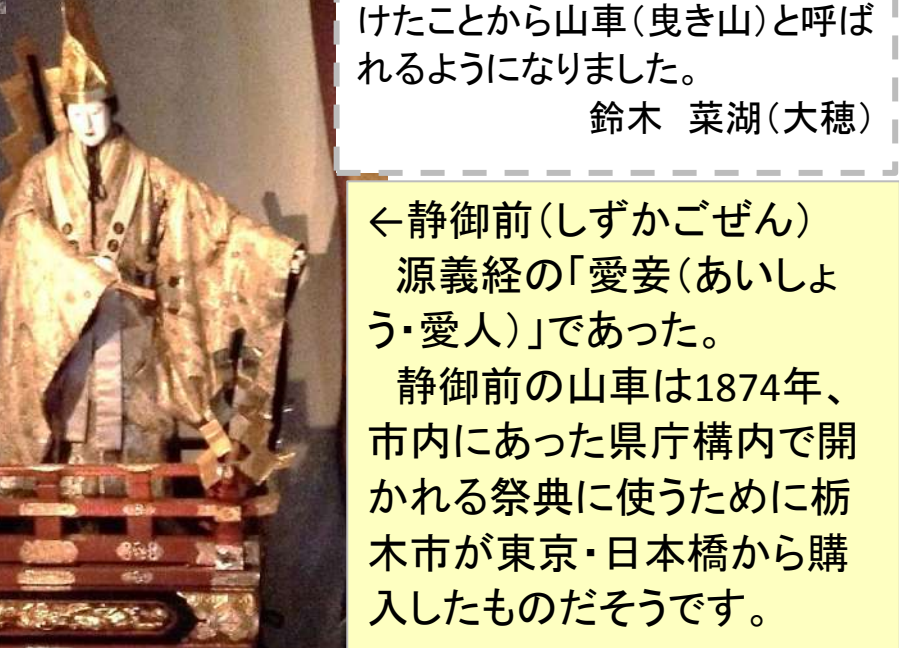 けたことから山車（曳き山）と呼ば
れるようになりました。
鈴木　菜湖（大穂）
←静御前（しずかごぜん）
　源義経の「愛妾（あいしょ
う・愛人）」であった。
　静御前の山車は1874年、
市内にあった県庁構内で開
かれる祭典に使うために栃
木市が東京・日本橋から購
入したものだそうです。